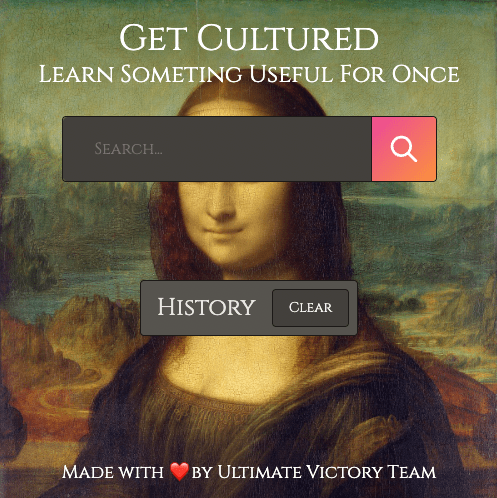 Get Cultured
Learn Someting Useful For Once
Search...
History Clear
Made with ❤️by Ultimate Victory Team